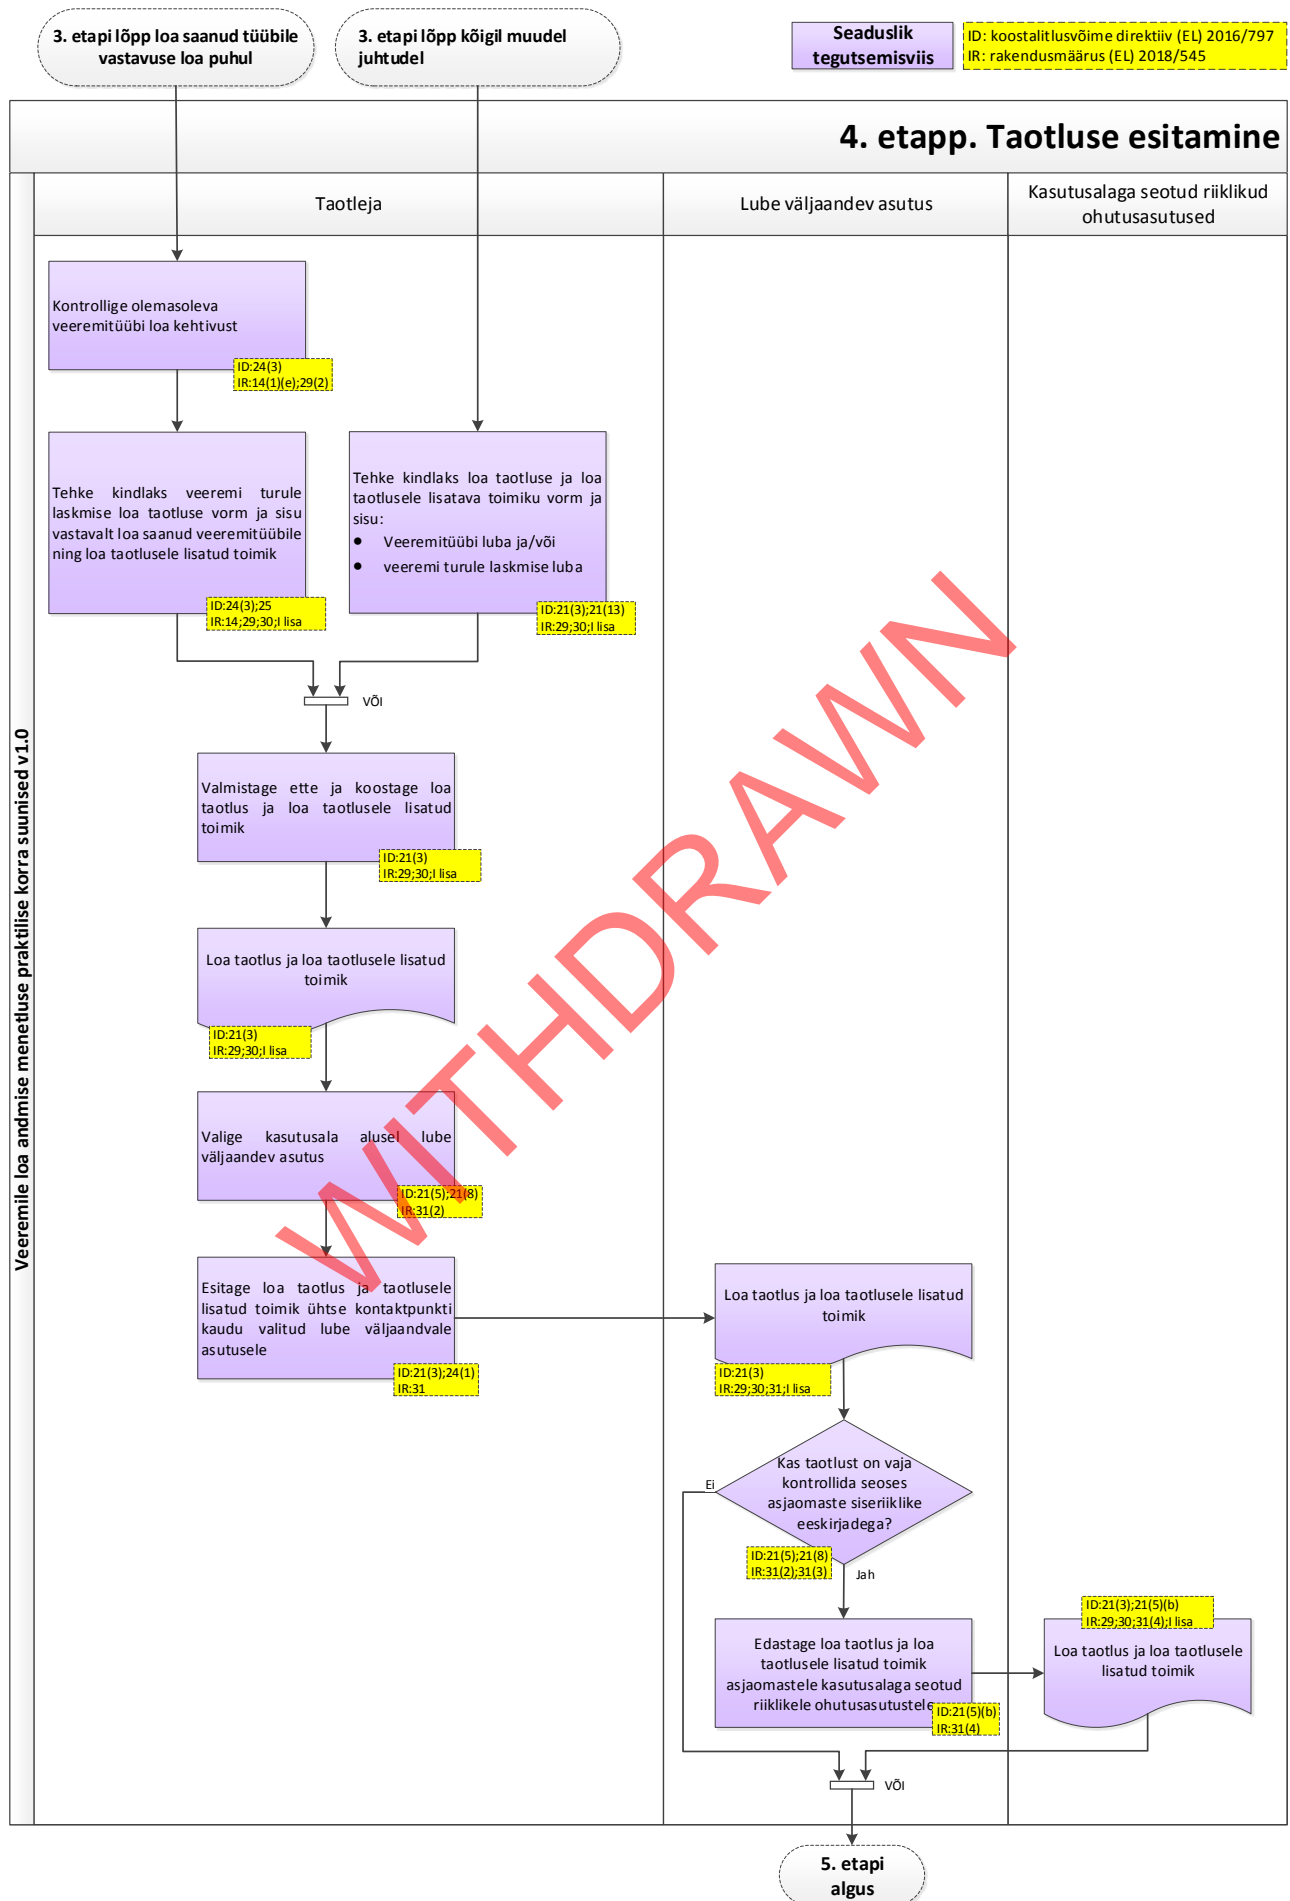 3. etapi lõpp loa saanud tüübile
vastavuse loa puhul
3. etapi lõpp kõigil muudel
juhtudel
Seaduslik
tegutsemisviis
ID: koostalitlusvõime direktiiv (EL) 2016/797
IR: rakendusmäärus (EL) 2018/545
4. etapp. Taotluse esitamine
Veeremile loa andmise menetluse praktilise korra suunised v1.0
Taotleja
Lube väljaandev asutus
Kasutusalaga seotud riiklikud
ohutusasutused
Kontrollige olemasoleva
veeremitüübi loa kehtivust
ID:24(3)
IR:14(1)(e);29(2)
Tehke kindlaks veeremi turule
laskmise loa taotluse vorm ja sisu
vastavalt loa saanud veeremitüübile
ning loa taotlusele lisatud toimik
ID:24(3);25
IR:14;29;30;I lisa
Tehke kindlaks loa taotluse ja loa
taotlusele lisatava toimiku vorm ja
sisu:
● Veeremitüübi luba ja/või
● veeremi turule laskmise luba
ID:21(3);21(13)
IR:29;30;I lisa
VÕI
Valmistage ette ja koostage loa
taotlus ja loa taotlusele lisatud
toimik
ID:21(3)
IR:29;30;I lisa
Loa taotlus ja loa taotlusele lisatud
toimik
ID:21(3)
IR:29;30;I lisa
Valige kasutusala alusel lube
väljaandev asutus
ID:21(5);21(8)
IR:31(2)
Esitage loa taotlus ja taotlusele
lisatud toimik ühtse kontaktpunkti
kaudu valitud lube väljaandvale
asutusele
ID:21(3);24(1)
IR:31
Loa taotlus ja loa taotlusele lisatud
toimik
ID:21(3)
IR:29;30;31;I lisa
Kas taotlust on vaja
kontrollida seoses
asjaomaste siseriiklike
eeskirjadega?
Ei
ID:21(5);21(8)
IR:31(2);31(3)
Jah
Edastage loa taotlus ja loa
taotlusele lisatud toimik
asjaomastele kasutusalaga seotud
riiklikele ohutusasutustele
ID:21(5)(b)
IR:31(4)
ID:21(3);21(5)(b)
IR:29;30;31(4);I lisa
Loa taotlus ja loa taotlusele
lisatud toimik
VÕI
5. etapi
algus
WITHDRAWN